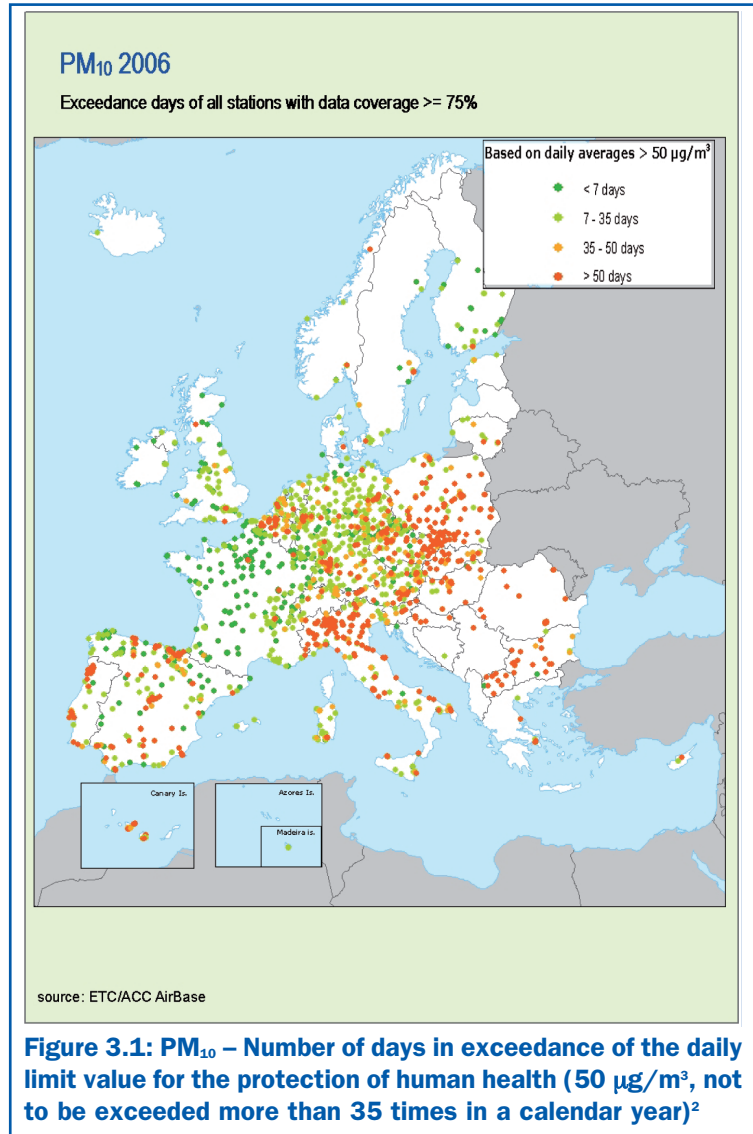 PM₁₀ 2006
Exceedance days of all stations with data coverage >= 75%
Based on daily averages > 50 µg/m³
< 7 days
7 - 35 days
35 - 50 days
> 50 days
Canary Is.
Azores Is.
Madeira is.
source: ETC/ACC AirBase
Figure 3.1: PM₁₀ – Number of days in exceedance of the daily
limit value for the protection of human health (50 µg/m³, not
to be exceeded more than 35 times in a calendar year)²